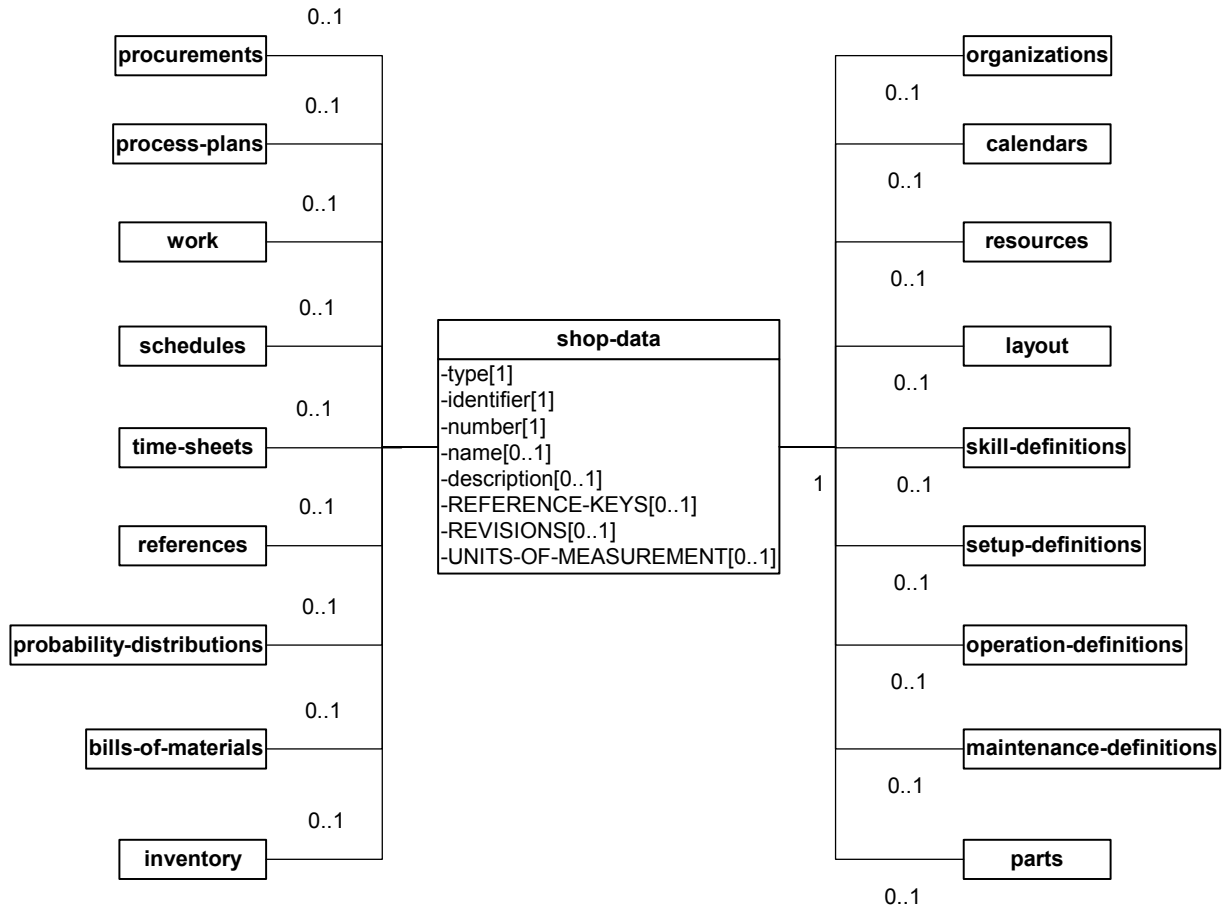 0..1
procurements
0..1
process-plans
0..1
work
0..1
schedules
0..1
time-sheets
0..1
references
0..1
probability-distributions
0..1
bills-of-materials
0..1
inventory
shop-data
-type[1]
-identifier[1]
-number[1]
-name[0..1]
-description[0..1]
-REFERENCE-KEYS[0..1]
-REVISIONS[0..1]
-UNITS-OF-MEASUREMENT[0..1]
1
organizations
0..1
calendars
0..1
resources
0..1
layout
0..1
skill-definitions
0..1
setup-definitions
0..1
operation-definitions
0..1
maintenance-definitions
0..1
parts
0..1